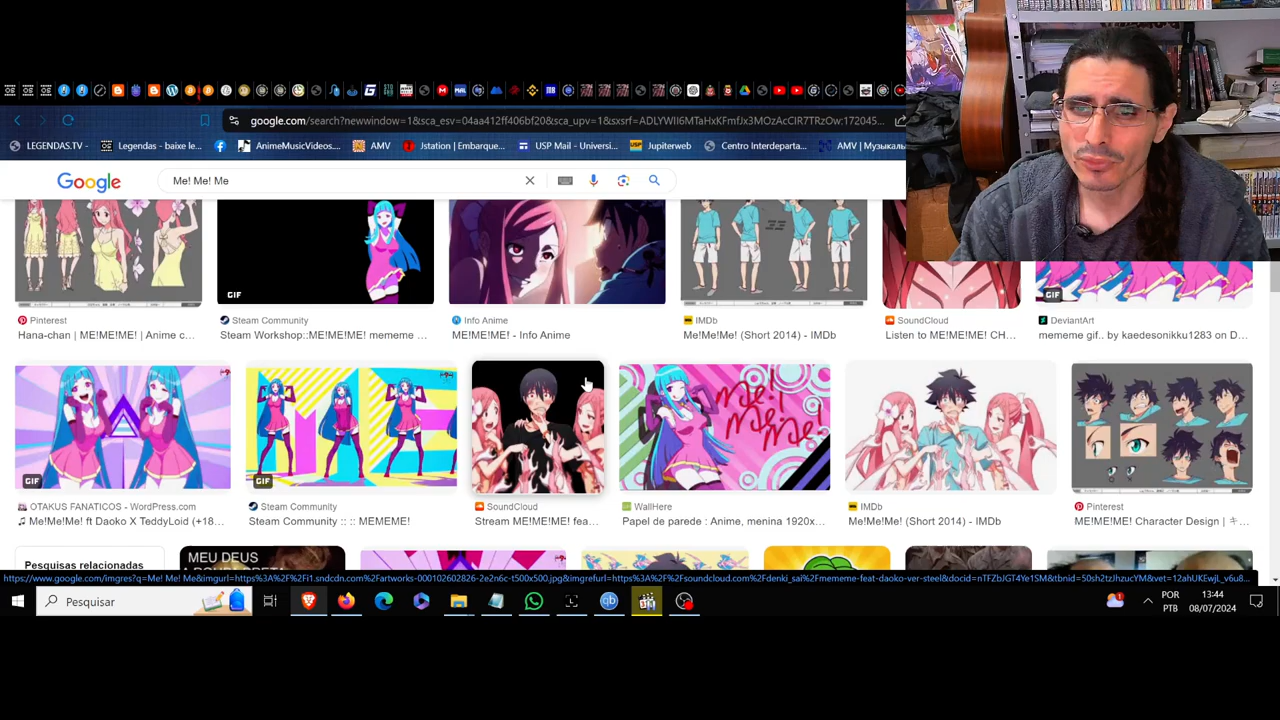 google.com/search?newwindow=1&sca_esv=04aa412ff406bf20&sca_upv=1&sxsrf=ADLYWII6MTaHxKFmfJx3MOzAcCIR7TRzOw:172045...
LEGENDAS.TV -
Legendas - baixe le...
AnimeMusicVideos....
AMV
Jstation | Embarque...
USP Mail - Universi...
Jupiterweb
Centro Interdeparta...
AMV | Музыкаль
Google
Me! Me! Me
GIF
GIF
Pinterest
Hana-chan | ME!ME!ME! | Anime c...
Steam Community
Steam Workshop::ME!ME!ME! mememe ...
Info Anime
ME!ME!ME! - Info Anime
IMDb
Me!Me!Me! (Short 2014) - IMDb
SoundCloud
Listen to ME!ME!ME! CH...
DeviantArt
mememe gif.. by kaedesonikku1283 on D...
me!
me!
me!
GIF
GIF
OTAKUS FANATICOS - WordPress.com
♫ Me!Me!Me! ft Daoko X TeddyLoid (+18...
Steam Community
Steam Community :: :: MEMEME!
SoundCloud
Stream ME!ME!ME! fea...
WallHere
Papel de parede : Anime, menina 1920x...
IMDb
Me!Me!Me! (Short 2014) - IMDb
Pinterest
ME!ME!ME! Character Design | キ...
Pesquisas relacionadas
MEU DEUS
Pesquisar
POR
PTB
13:44
08/07/2024